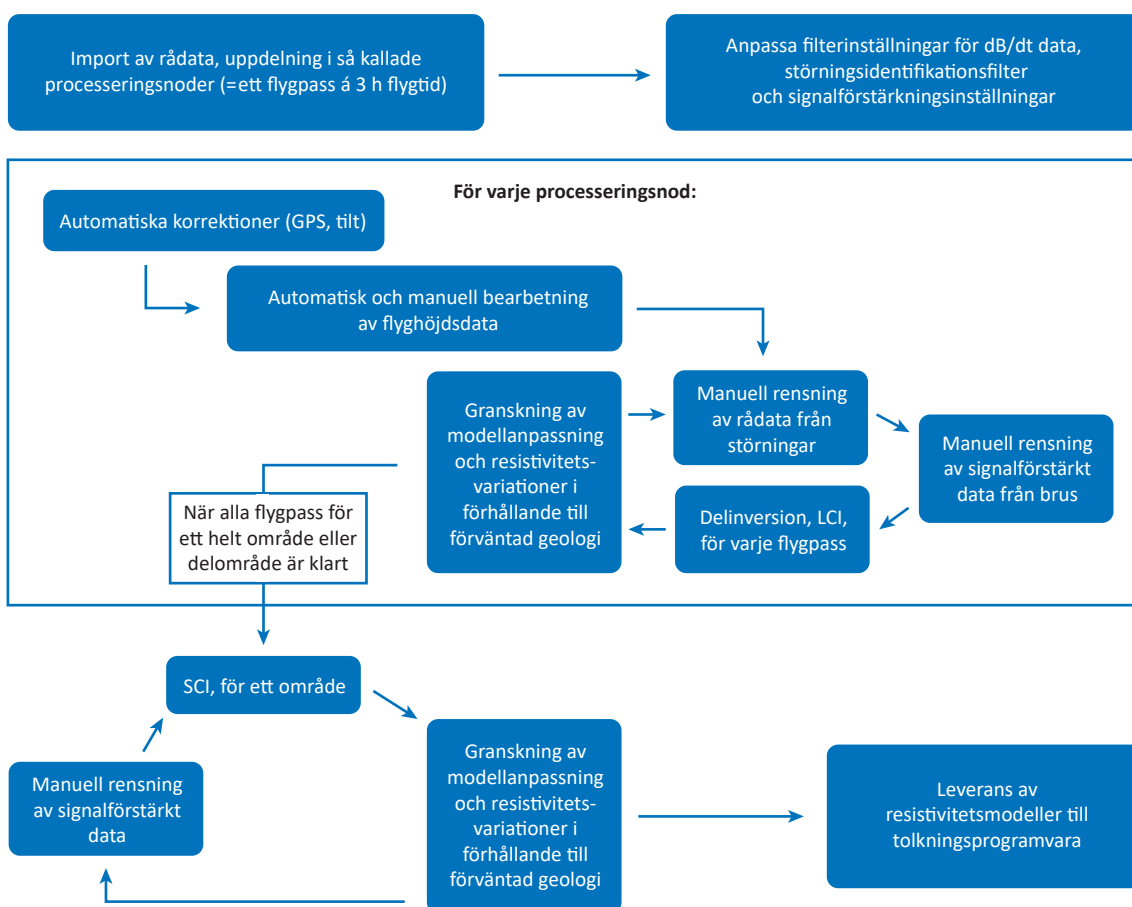 Import av rådata, uppdelning i så kallade
processeringsnoder (=ett flygpass á 3 h flygtid)
Anpassa filterinställningar för dB/dt data,
störningsidentifikationsfilter
och signalförstärkningsinställningar
För varje processeringsnod:
Automatiska korrektioner (GPS, tilt)
Automatisk och manuell bearbetning
av flyghöjdsdata
Granskning av
modellanpassning
och resistivitets-
variationer i
förhållande till
förväntad geologi
Manuell rensning
av rådata från
störningar
Manuell rensning
av signalförstärkt
data från brus
Delinversion, LCI,
för varje flygpass
När alla flygpass för
ett helt område eller
delområde är klart
SCI, för ett område
Manuell rensning
av signalförstärkt
data
Granskning av
modellanpassning
och resistivitets-
variationer i
förhållande till
förväntad geologi
Leverans av
resistivitetsmodeller till
tolkningsprogramvara